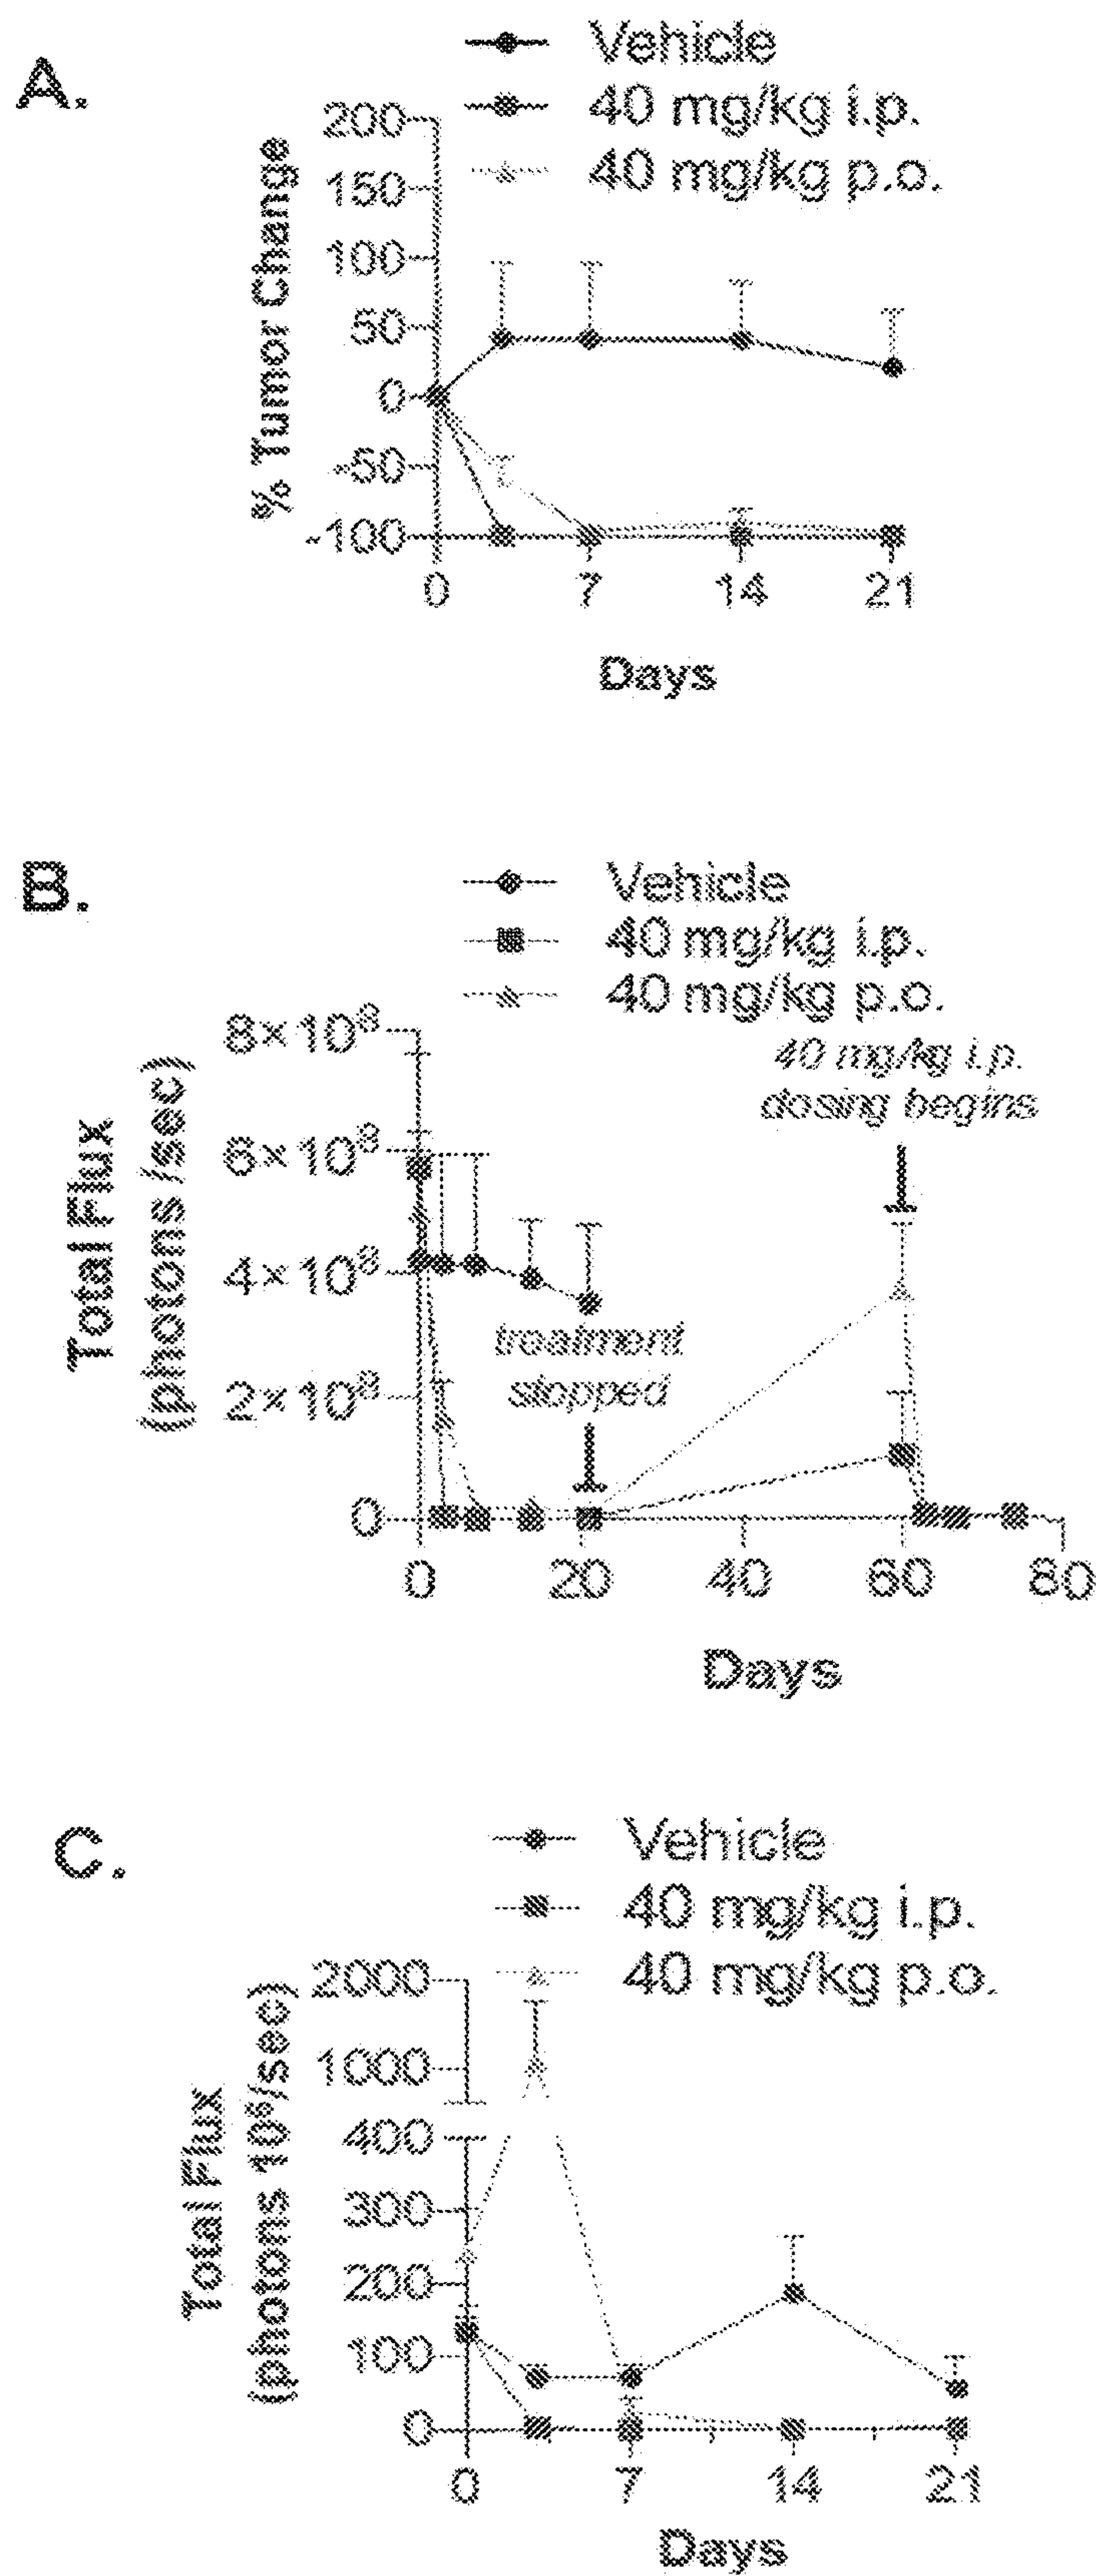 A.
Vehicle
40 mg/kg i.p.
40 mg/kg p.o.
% Tumor Change
200
150
100
50
0
-50
-100
0 7 14 21
Days
B.
Vehicle
40 mg/kg i.p.
40 mg/kg p.o.
40 mg/kg i.p.
dosing begins
Total Flux
(photons /sec)
8×10⁸
6×10⁸
4×10⁸
treatment
stopped
2×10⁸
0
0 20 40 60 80
Days
C.
Vehicle
40 mg/kg i.p.
40 mg/kg p.o.
Total Flux
(photons 10⁶/sec)
2000
1000
400
300
200
100
0
0 7 14 21
Days